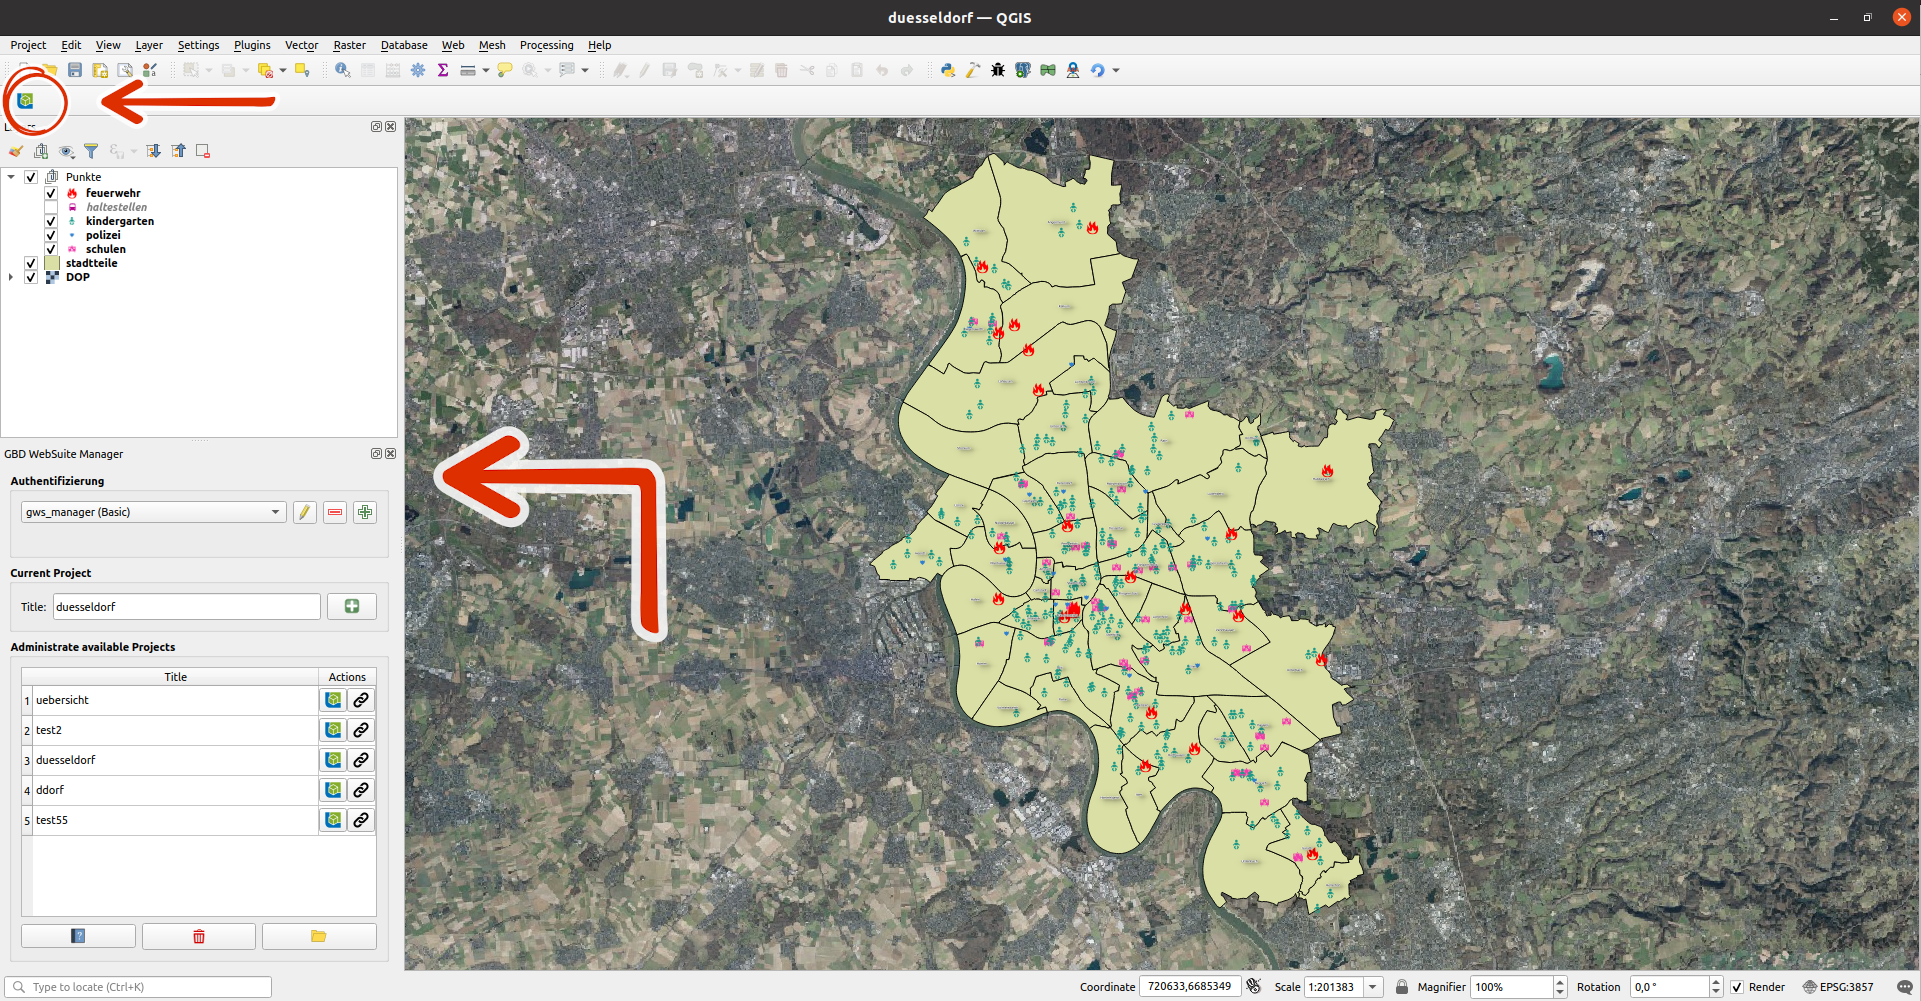 duesseldorf — QGIS
Project Edit View Layer Settings Plugins Vector Raster Database Web Mesh Processing Help
Punkte
feuerwehr
haltestellen
kindergarten
polizei
schulen
stadtteile
DOP
GBD WebSuite Manager
Authentifizierung
gws_manager (Basic)
Current Project
Title: duesseldorf
Administrate available Projects
Title Actions
1 uebersicht
2 test2
3 duesseldorf
4 ddorf
5 test55
Type to locate (Ctrl+K)
Coordinate 720633,6685349 Scale 1:201383 Magnifier 100% Rotation 0,0 ° Render EPSG:3857